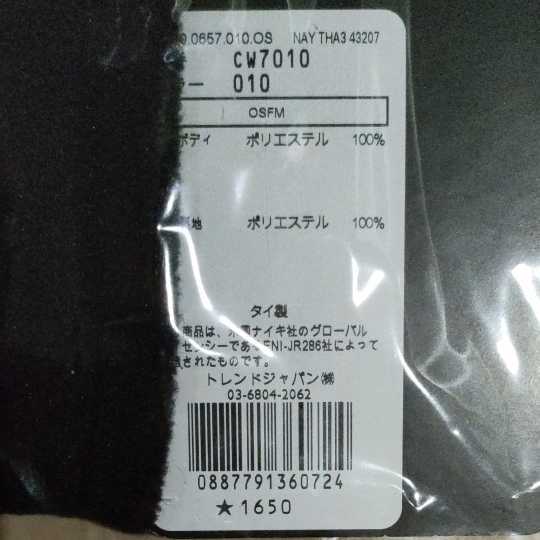 0.0657.010.OS NAY THA3 43207
CW7010
ー 010
OSFM
ボディ ポリエステル 100%
地 ポリエステル 100%
タイ製
商品は、米国ナイキ社のグローバル
センシーであるENI-JR286社によって
されたものです。
トレンドジャパン㈱
03-6804-2062
0887791360724
★1650